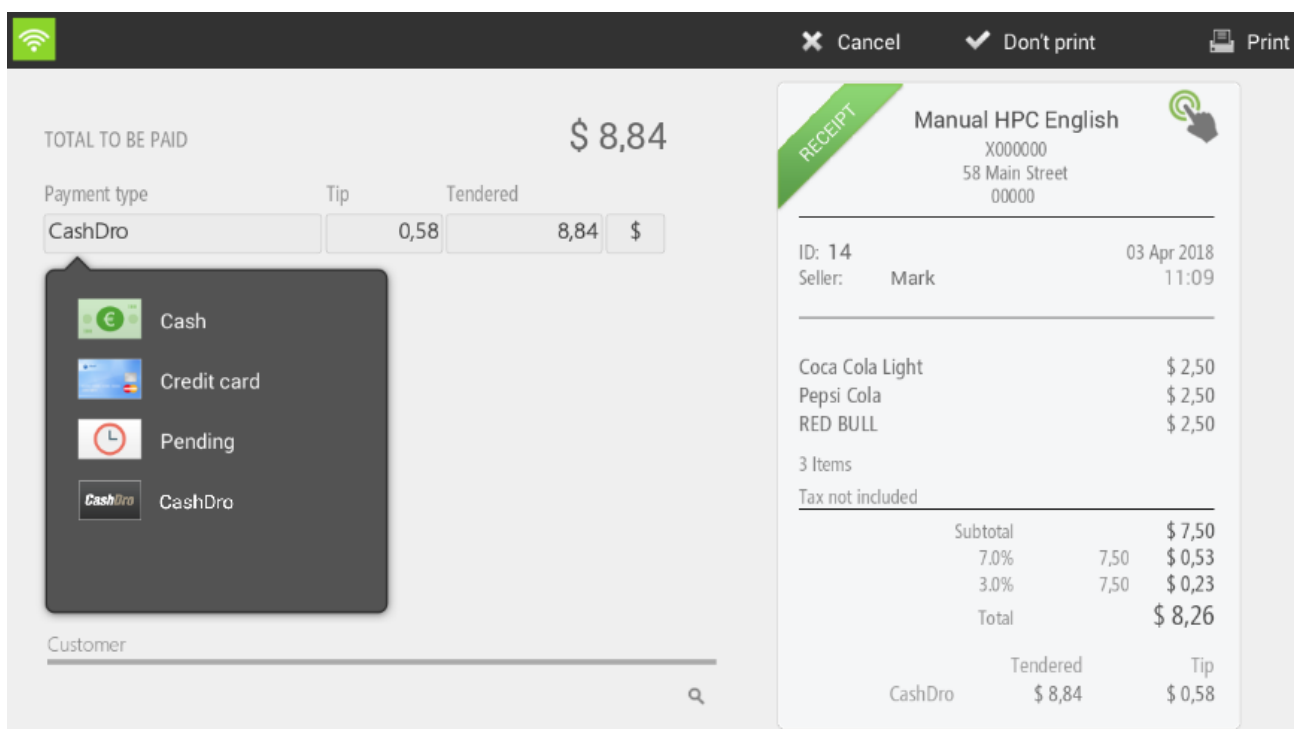 Cancel Don't print Print
TOTAL TO BE PAID $ 8,84
Payment type Tip Tendered
CashDro 0,58 8,84 $
Cash
Credit card
Pending
CashDro CashDro
Customer
RECEIPT
Manual HPC English
X000000
58 Main Street
00000
ID: 14 03 Apr 2018
Seller: Mark 11:09
Coca Cola Light $ 2,50
Pepsi Cola $ 2,50
RED BULL $ 2,50
3 Items
Tax not included
Subtotal $ 7,50
7.0% 7,50 $ 0,53
3.0% 7,50 $ 0,23
Total $ 8,26
Tendered Tip
CashDro $ 8,84 $ 0,58